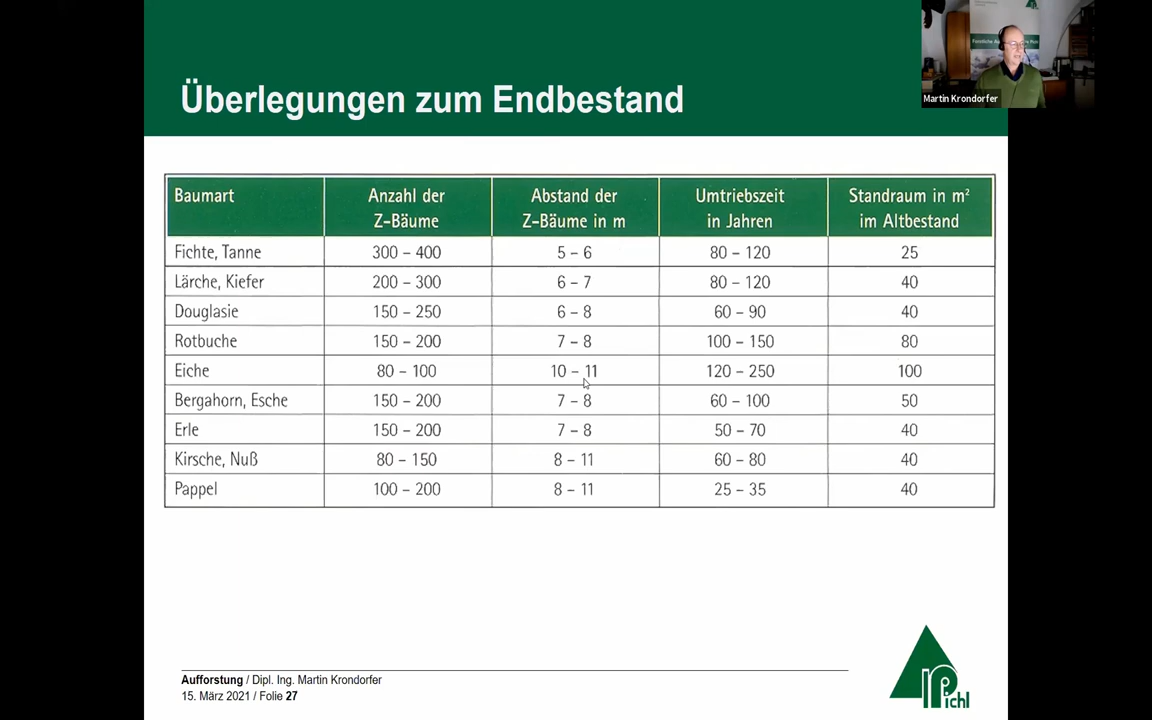 Überlegungen zum Endbestand
Martin Krondorfer
Baumart Anzahl der Z-Bäume Abstand der Z-Bäume in m Umtriebszeit in Jahren Standraum in m² im Altbestand
Fichte, Tanne 300 – 400 5 – 6 80 – 120 25
Lärche, Kiefer 200 – 300 6 – 7 80 – 120 40
Douglasie 150 – 250 6 – 8 60 – 90 40
Rotbuche 150 – 200 7 – 8 100 – 150 80
Eiche 80 – 100 10 – 11 120 – 250 100
Bergahorn, Esche 150 – 200 7 – 8 60 – 100 50
Erle 150 – 200 7 – 8 50 – 70 40
Kirsche, Nuß 80 – 150 8 – 11 60 – 80 40
Pappel 100 – 200 8 – 11 25 – 35 40
Aufforstung / Dipl. Ing. Martin Krondorfer
15. März 2021 / Folie 27
Pichl